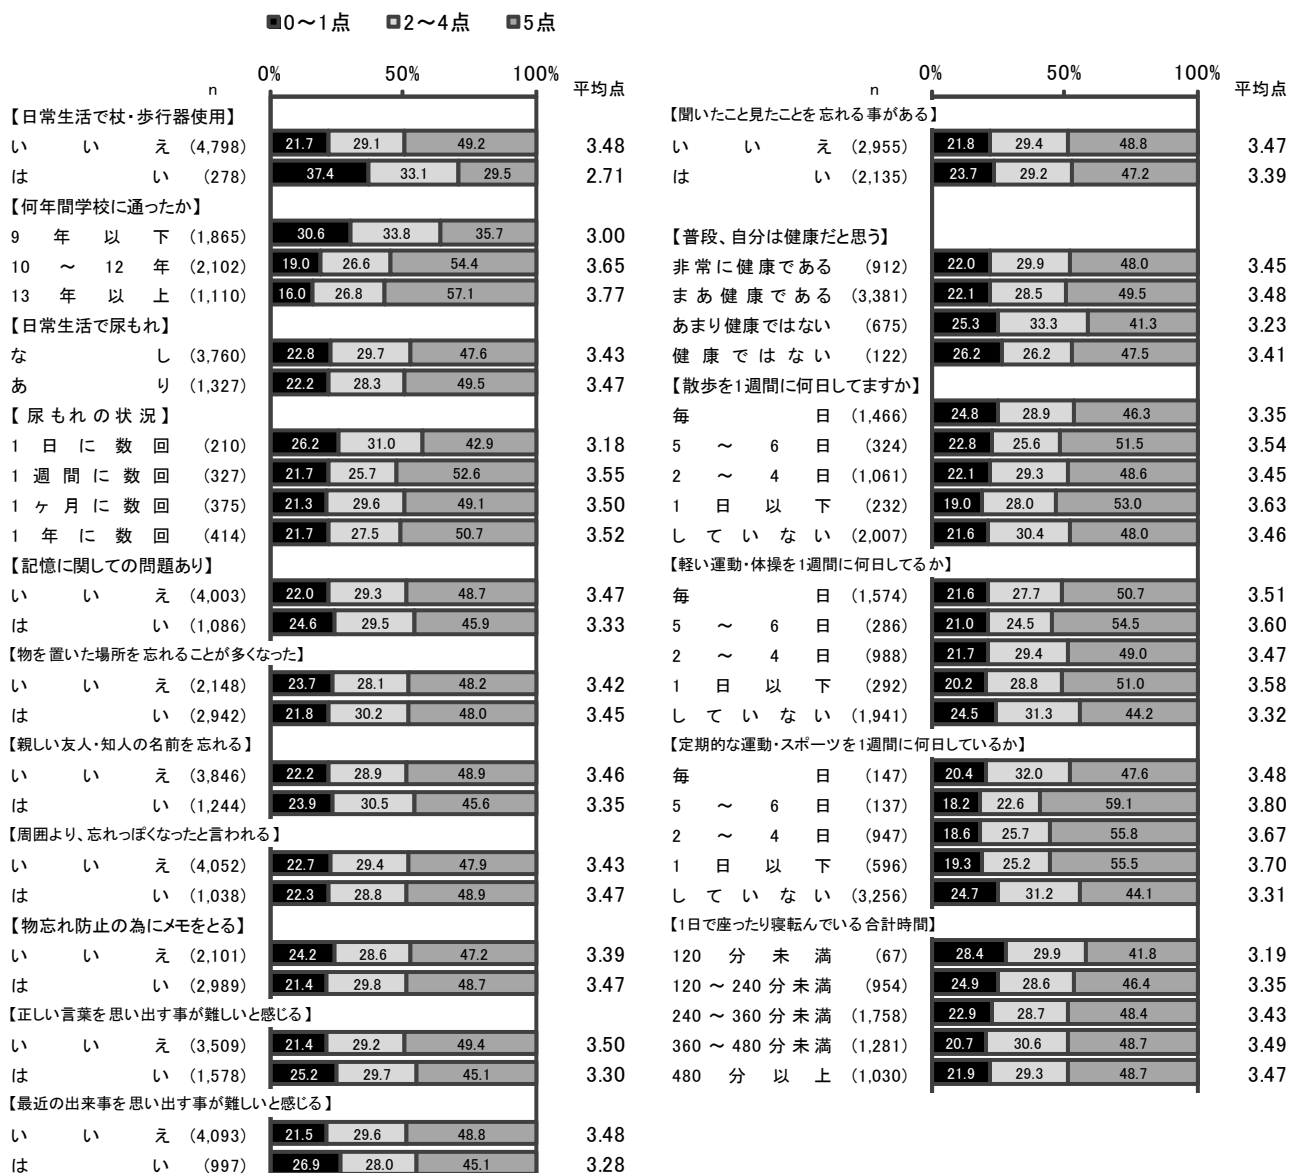 ■0～1点 □2～4点 ■5点
0% 50% 100%
n 平均点
【日常生活で杖・歩行器使用】
いいえ (4,798) 21.7 29.1 49.2 3.48
はい (278) 37.4 33.1 29.5 2.71
【何年間学校に通ったか】
9年以下 (1,865) 30.6 33.8 35.7 3.00
10～12年 (2,102) 19.0 26.6 54.4 3.65
13年以上 (1,110) 16.0 26.8 57.1 3.77
【日常生活で尿もれ】
なし (3,760) 22.8 29.7 47.6 3.43
あり (1,327) 22.2 28.3 49.5 3.47
【尿もれの状況】
1日に数回 (210) 26.2 31.0 42.9 3.18
1週間に数回 (327) 21.7 25.7 52.6 3.55
1ヶ月に数回 (375) 21.3 29.6 49.1 3.50
1年に数回 (414) 21.7 27.5 50.7 3.52
【記憶に関しての問題あり】
いいえ (4,003) 22.0 29.3 48.7 3.47
はい (1,086) 24.6 29.5 45.9 3.33
【物を置いた場所を忘れることが多くなった】
いいえ (2,148) 23.7 28.1 48.2 3.42
はい (2,942) 21.8 30.2 48.0 3.45
【親しい友人・知人の名前を忘れる】
いいえ (3,846) 22.2 28.9 48.9 3.46
はい (1,244) 23.9 30.5 45.6 3.35
【周囲より、忘れっぽくなったと言われる】
いいえ (4,052) 22.7 29.4 47.9 3.43
はい (1,038) 22.3 28.8 48.9 3.47
【物忘れ防止の為にメモをとる】
いいえ (2,101) 24.2 28.6 47.2 3.39
はい (2,989) 21.4 29.8 48.7 3.47
【正しい言葉を思い出す事が難しいと感じる】
いいえ (3,509) 21.4 29.2 49.4 3.50
はい (1,578) 25.2 29.7 45.1 3.30
【最近の出来事を思い出す事が難しいと感じる】
いいえ (4,093) 21.5 29.6 48.8 3.48
はい (997) 26.9 28.0 45.1 3.28
0% 50% 100%
n 平均点
【聞いたこと見たことを忘れる事がある】
いいえ (2,955) 21.8 29.4 48.8 3.47
はい (2,135) 23.7 29.2 47.2 3.39
【普段、自分は健康だと思う】
非常に健康である (912) 22.0 29.9 48.0 3.45
まあ健康である (3,381) 22.1 28.5 49.5 3.48
あまり健康ではない (675) 25.3 33.3 41.3 3.23
健康ではない (122) 26.2 26.2 47.5 3.41
【散歩を1週間に何日してますか】
毎日 (1,466) 24.8 28.9 46.3 3.35
5～6日 (324) 22.8 25.6 51.5 3.54
2～4日 (1,061) 22.1 29.3 48.6 3.45
1日以下 (232) 19.0 28.0 53.0 3.63
していない (2,007) 21.6 30.4 48.0 3.46
【軽い運動・体操を1週間に何日してるか】
毎日 (1,574) 21.6 27.7 50.7 3.51
5～6日 (286) 21.0 24.5 54.5 3.60
2～4日 (988) 21.7 29.4 49.0 3.47
1日以下 (292) 20.2 28.8 51.0 3.58
していない (1,941) 24.5 31.3 44.2 3.32
【定期的な運動・スポーツを1週間に何日しているか】
毎日 (147) 20.4 32.0 47.6 3.48
5～6日 (137) 18.2 22.6 59.1 3.80
2～4日 (947) 18.6 25.7 55.8 3.67
1日以下 (596) 19.3 25.2 55.5 3.70
していない (3,256) 24.7 31.2 44.1 3.31
【1日で座ったり寝転んでいる合計時間】
120分未満 (67) 28.4 29.9 41.8 3.19
120～240分未満 (954) 24.9 28.6 46.4 3.35
240～360分未満 (1,758) 22.9 28.7 48.4 3.43
360～480分未満 (1,281) 20.7 30.6 48.7 3.49
480分以上 (1,030) 21.9 29.3 48.7 3.47